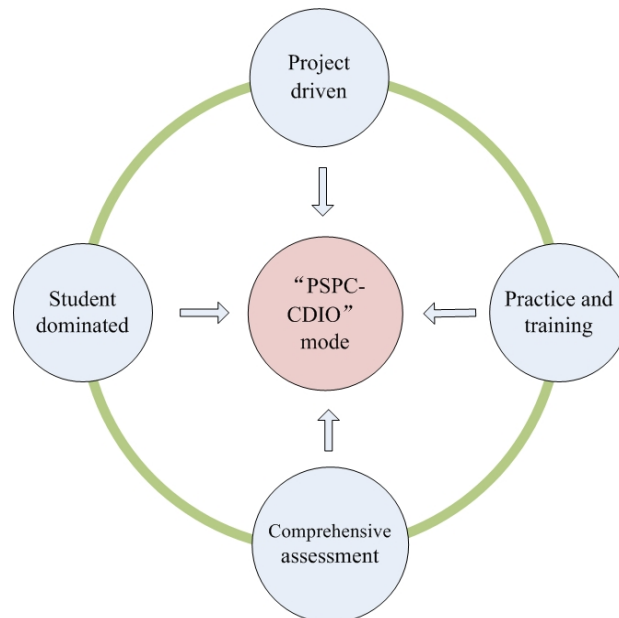 Project
driven
Student
dominated
“PSPC-
CDIO”
mode
Practice and
training
Comprehensive
assessment